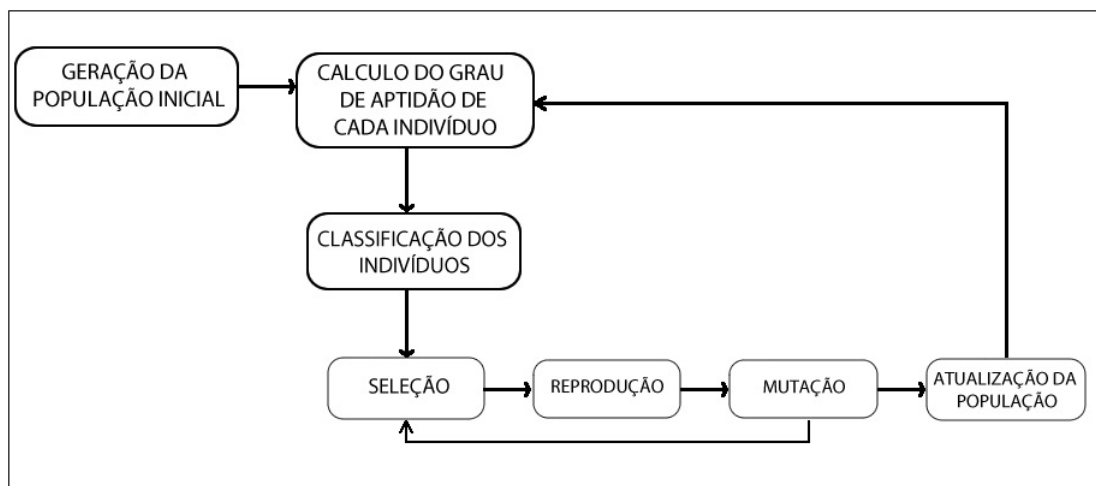 GERAÇÃO DA
POPULAÇÃO INICIAL
CALCULO DO GRAU
DE APTIDÃO DE
CADA INDIVÍDUO
CLASSIFICAÇÃO DOS
INDIVÍDUOS
SELEÇÃO
REPRODUÇÃO
MUTAÇÃO
ATUALIZAÇÃO DA
POPULAÇÃO